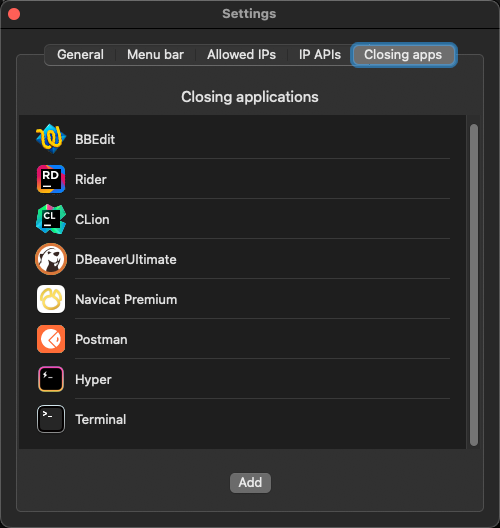 Settings
General Menu bar Allowed IPs IP APIs Closing apps
Closing applications
BBEdit
RD Rider
CL CLion
DBeaverUltimate
Navicat Premium
Postman
Hyper
>_ Terminal
Add